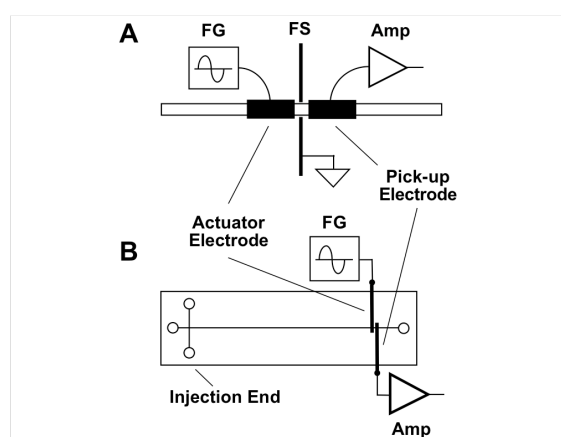 A
FG
FS
Amp
Actuator
Electrode
Pick-up
Electrode
B
FG
Injection End
Amp